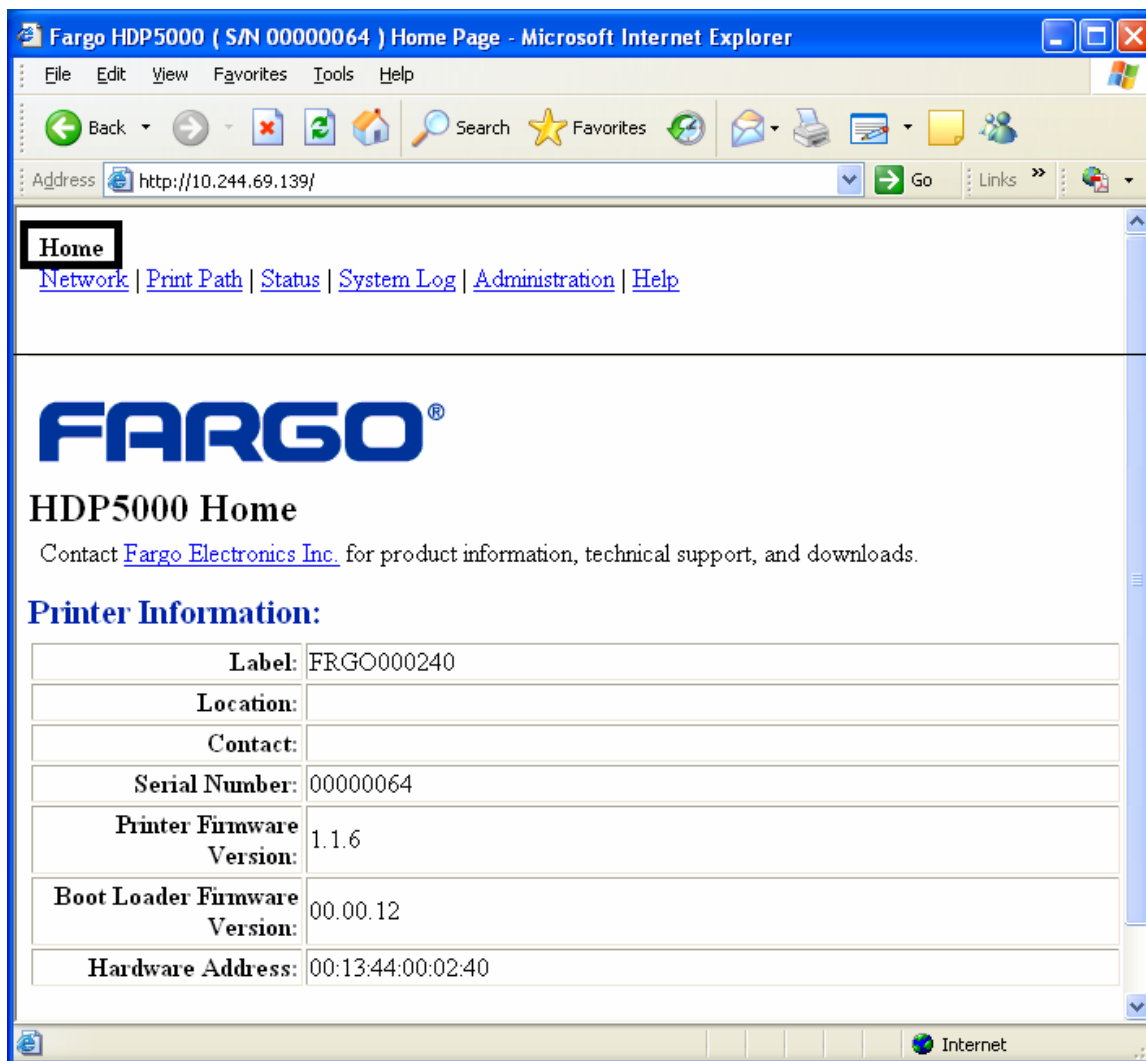 Fargo HDP5000 ( S/N 00000064 ) Home Page - Microsoft Internet Explorer
File Edit View Favorites Tools Help
Back Search Favorites
Address http://10.244.69.139/ Go Links »
Home
Network | Print Path | Status | System Log | Administration | Help
FARGO®
HDP5000 Home
Contact Fargo Electronics Inc. for product information, technical support, and downloads.
Printer Information:
Label: FRGO000240
Location:
Contact:
Serial Number: 00000064
Printer Firmware
Version: 1.1.6
Boot Loader Firmware
Version: 00.00.12
Hardware Address: 00:13:44:00:02:40
Internet